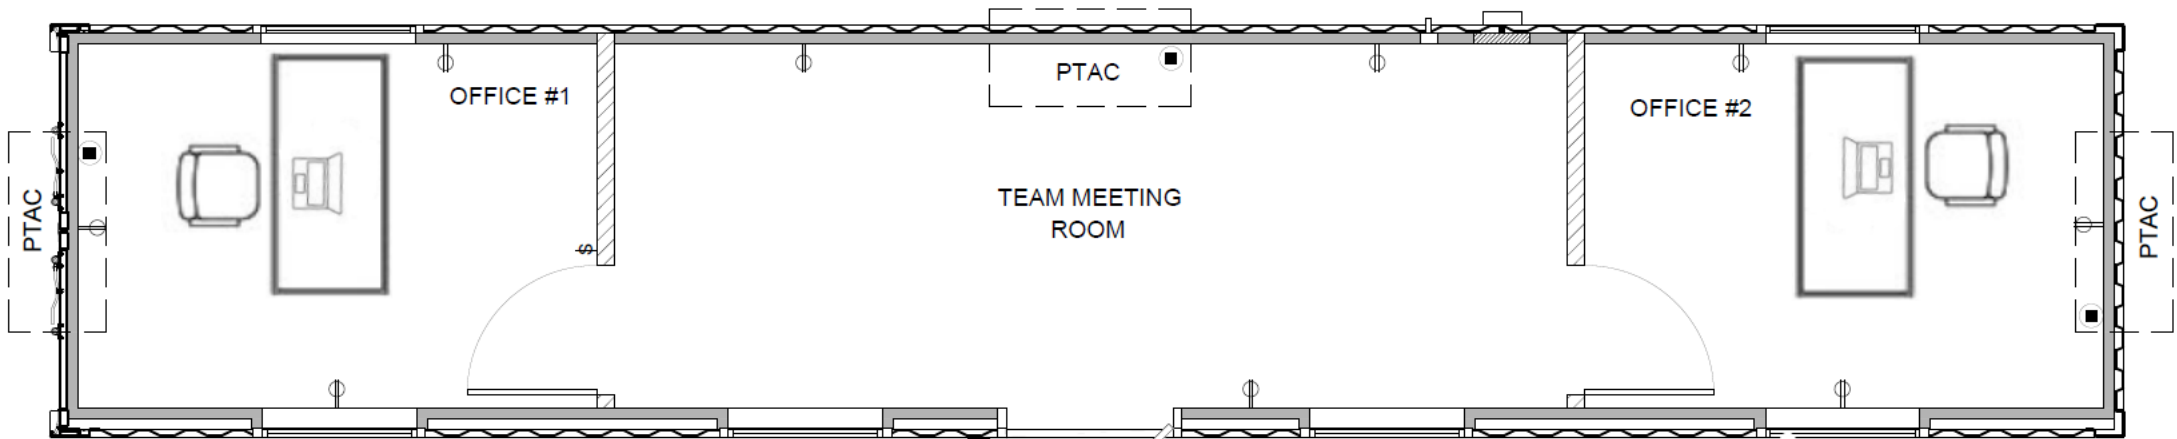 PTAC
OFFICE #1
OFFICE #2
PTAC
TEAM MEETING
ROOM
PTAC
$